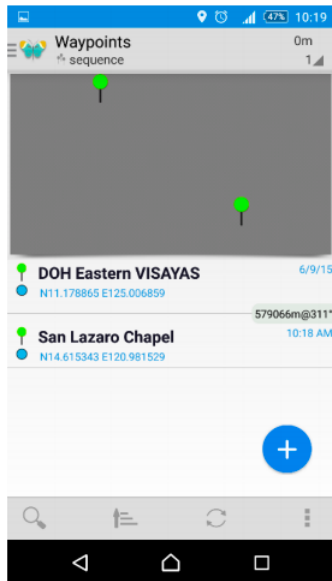 47% 10:19
Waypoints
0m
sequence
1
DOH Eastern VISAYAS
6/9/15
N11.178865 E125.006859
579066m@311°
San Lazaro Chapel
10:18 AM
N14.615343 E120.981529